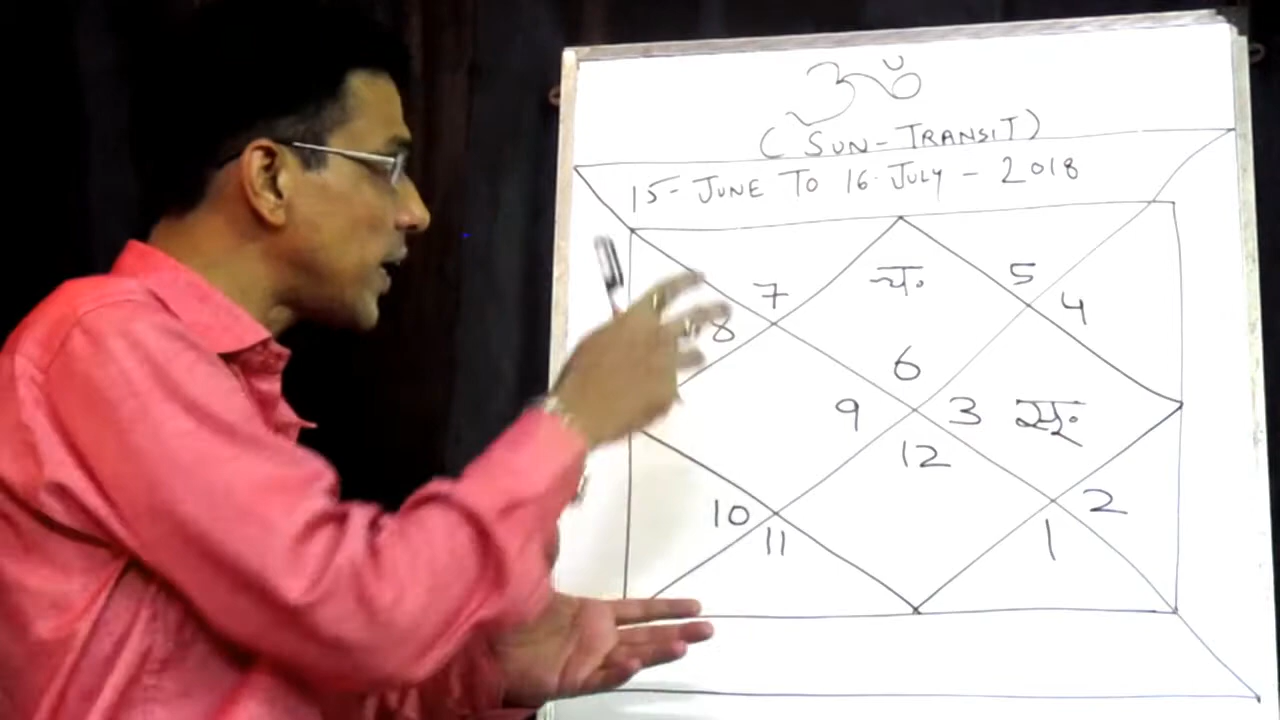 ॐ
(SUN-TRANSIT)
15-JUNE TO 16 JULY - 2018
7 च. 5
8 4
6
9 3 सू.
12
10 2
11 1